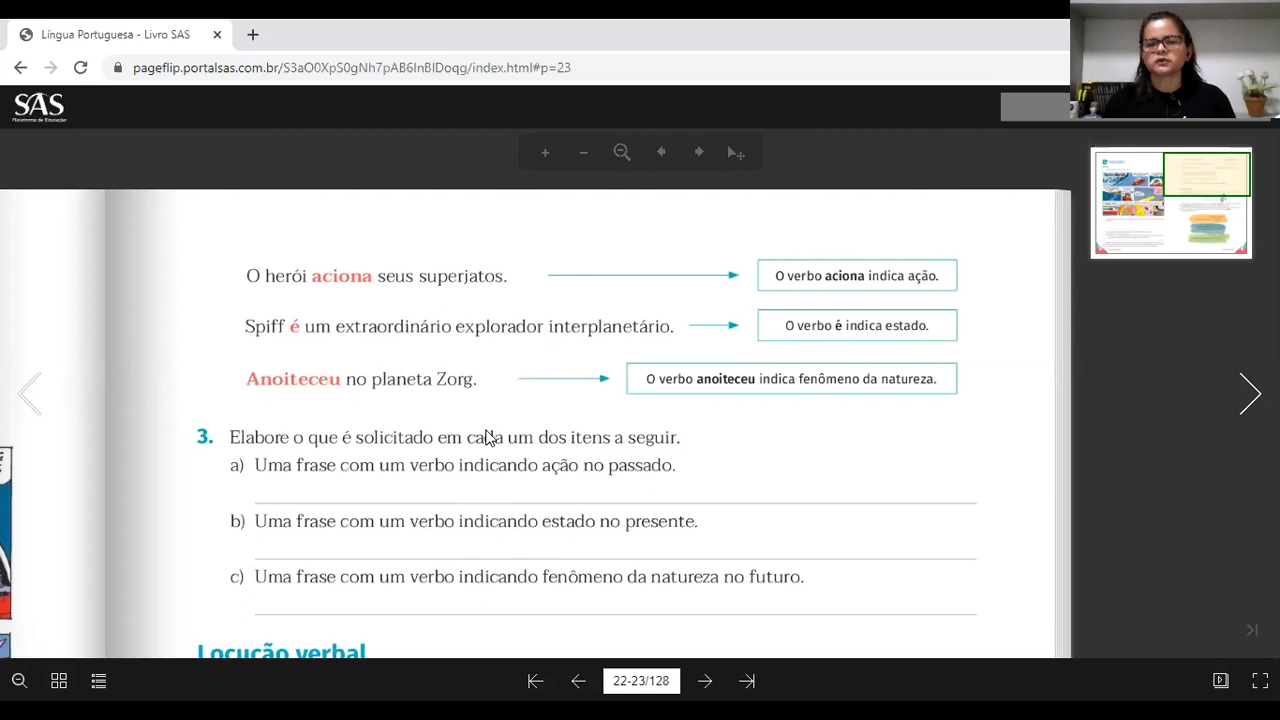 Língua Portuguesa - Livro SAS
pageflip.portalsas.com.br/S3aO0XpS0gNh7pAB6InBIDoqg/index.html#p=23
SAS
Plataforma de Educação
O herói aciona seus superjatos.
O verbo aciona indica ação.
Spiff é um extraordinário explorador interplanetário.
O verbo é indica estado.
Anoiteceu no planeta Zorg.
O verbo anoiteceu indica fenômeno da natureza.
3. Elabore o que é solicitado em cada um dos itens a seguir.
a) Uma frase com um verbo indicando ação no passado.
b) Uma frase com um verbo indicando estado no presente.
c) Uma frase com um verbo indicando fenômeno da natureza no futuro.
Locução verbal
22-23/128